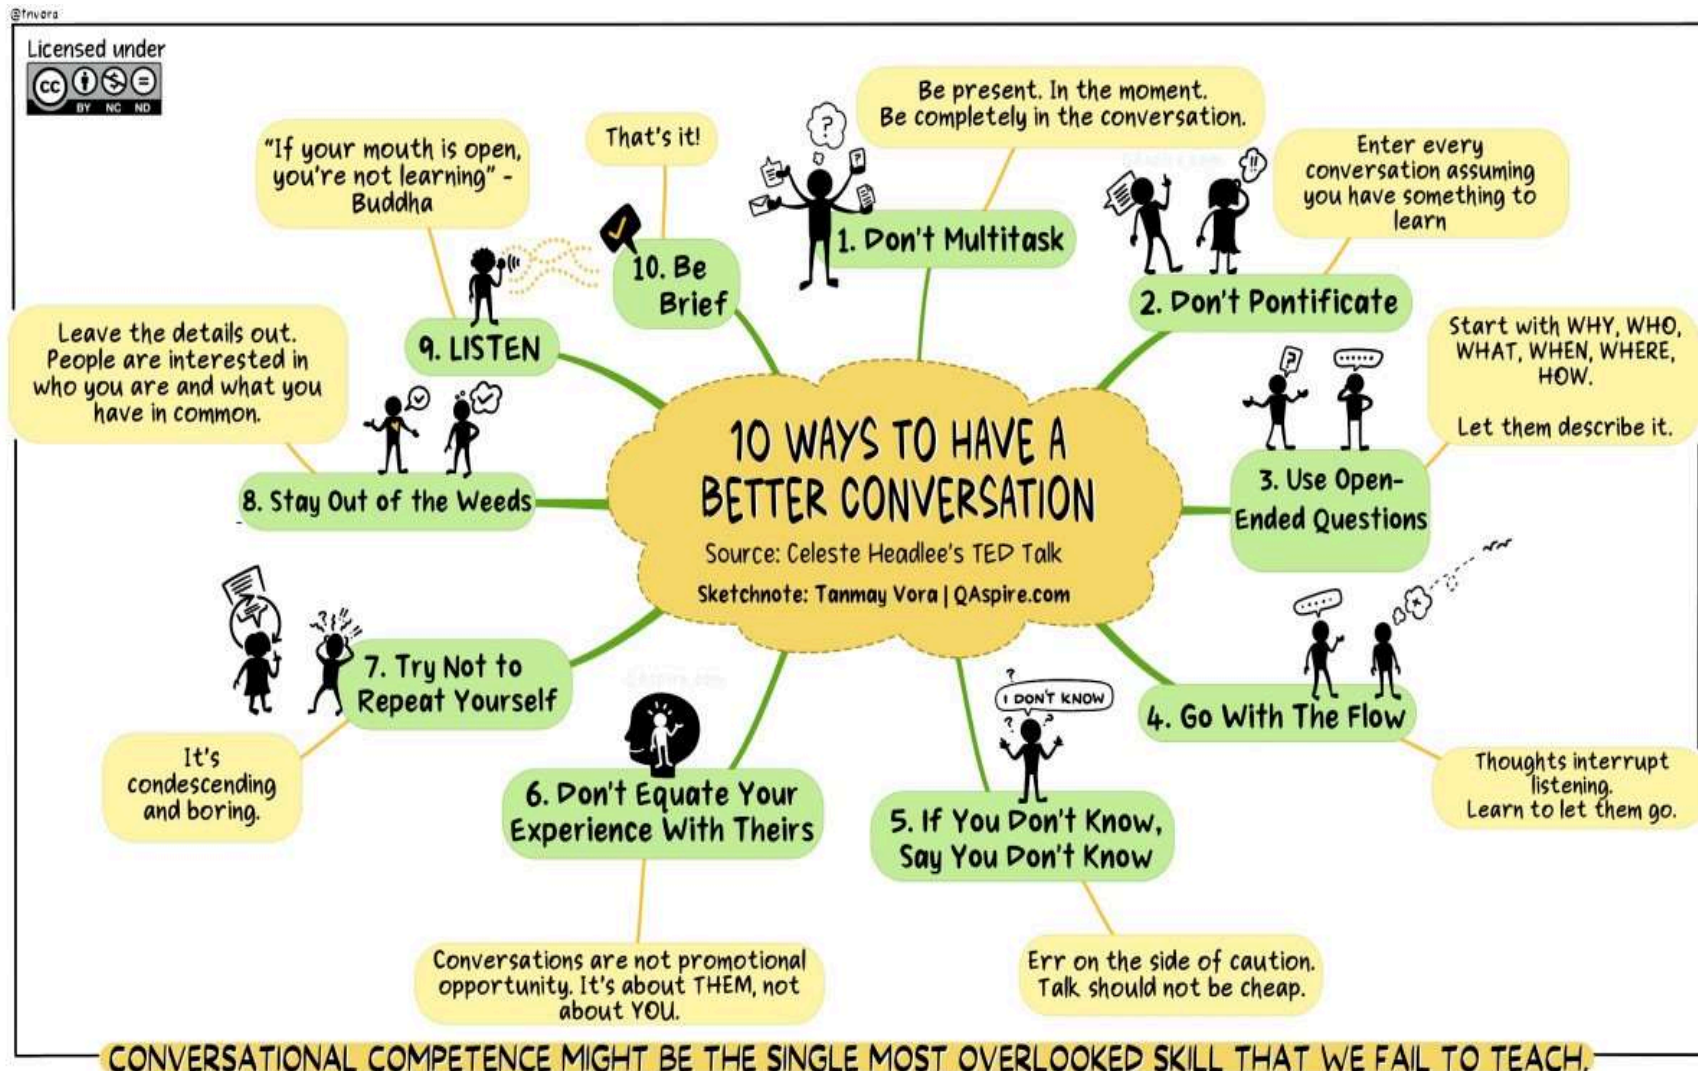 @tnvora
Licensed under
CC
BY NC ND
10 WAYS TO HAVE A
BETTER CONVERSATION
Source: Celeste Headlee's TED Talk
Sketchnote: Tanmay Vora | QAspire.com
1. Don't Multitask
Be present. In the moment.
Be completely in the conversation.
?
?
2. Don't Pontificate
Enter every
conversation assuming
you have something to
learn
!!
QAspire.com
3. Use Open-
Ended Questions
Start with WHY, WHO,
WHAT, WHEN, WHERE,
HOW.
Let them describe it.
?
......
4. Go With The Flow
Thoughts interrupt
listening.
Learn to let them go.
.....
5. If You Don't Know,
Say You Don't Know
?
I DON'T KNOW
? ?
Err on the side of caution.
Talk should not be cheap.
6. Don't Equate Your
Experience With Theirs
QAspire.com
Conversations are not promotional
opportunity. It's about THEM, not
about YOU.
7. Try Not to
Repeat Yourself
It's
condescending
and boring.
8. Stay Out of the Weeds
Leave the details out.
People are interested in
who you are and what you
have in common.
9. LISTEN
"If your mouth is open,
you're not learning" -
Buddha
10. Be
Brief
That's it!
CONVERSATIONAL COMPETENCE MIGHT BE THE SINGLE MOST OVERLOOKED SKILL THAT WE FAIL TO TEACH.